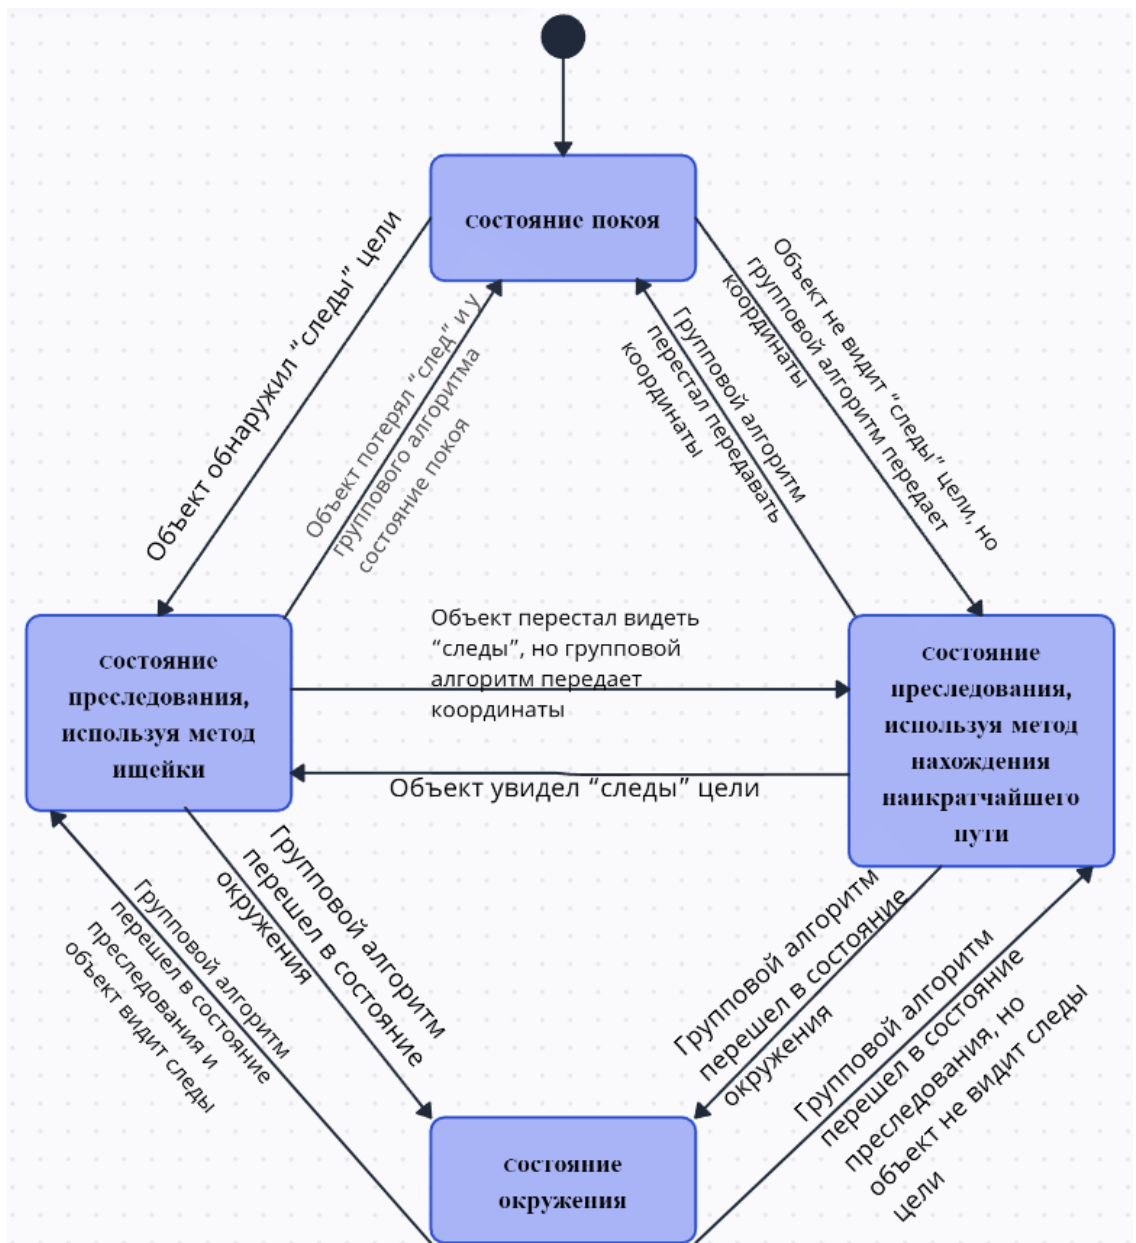 Состояние покоя
Объект обнаружил “следы” цели
Объект потерял “след” и у
группового алгоритма
состояние покоя
Групповой алгоритм
перестал передавать
координаты
Объект не видит “следы” цели, но
групповой алгоритм передает
координаты
Состояние
преследования,
используя метод
ищейки
Объект перестал видеть
“следы”, но групповой
алгоритм передает
координаты
Объект увидел “следы” цели
Состояние
преследования,
используя метод
нахождения
наикратчайшего
пути
Групповой алгоритм
перешел в состояние
преследования и
объект видит следы
Групповой алгоритм
перешел в состояние
окружения
Групповой алгоритм
перешел в состояние
окружения
Групповой алгоритм
перешел в состояние
преследования, но
объект не видит следы
цели
Состояние
окружения